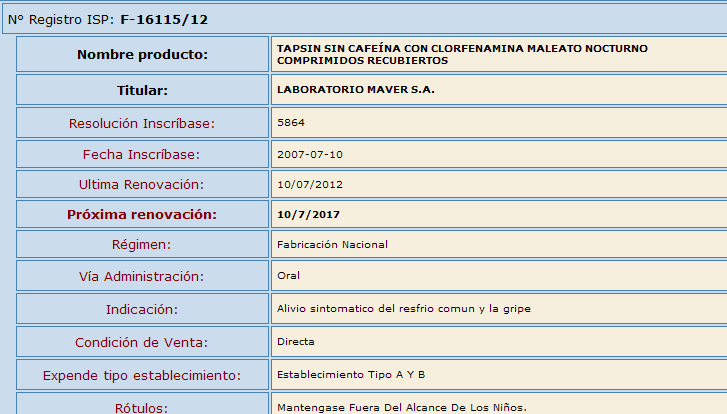 N° Registro ISP: F-16115/12
Nombre producto: TAPSIN SIN CAFEÍNA CON CLORFENAMINA MALEATO NOCTURNO
COMPRIMIDOS RECUBIERTOS
Titular: LABORATORIO MAVER S.A.
Resolución Inscríbase: 5864
Fecha Inscríbase: 2007-07-10
Ultima Renovación: 10/07/2012
Próxima renovación: 10/7/2017
Régimen: Fabricación Nacional
Vía Administración: Oral
Indicación: Alivio sintomatico del resfrio comun y la gripe
Condición de Venta: Directa
Expende tipo establecimiento: Establecimiento Tipo A Y B
Rótulos: Mantengase Fuera Del Alcance De Los Niños.